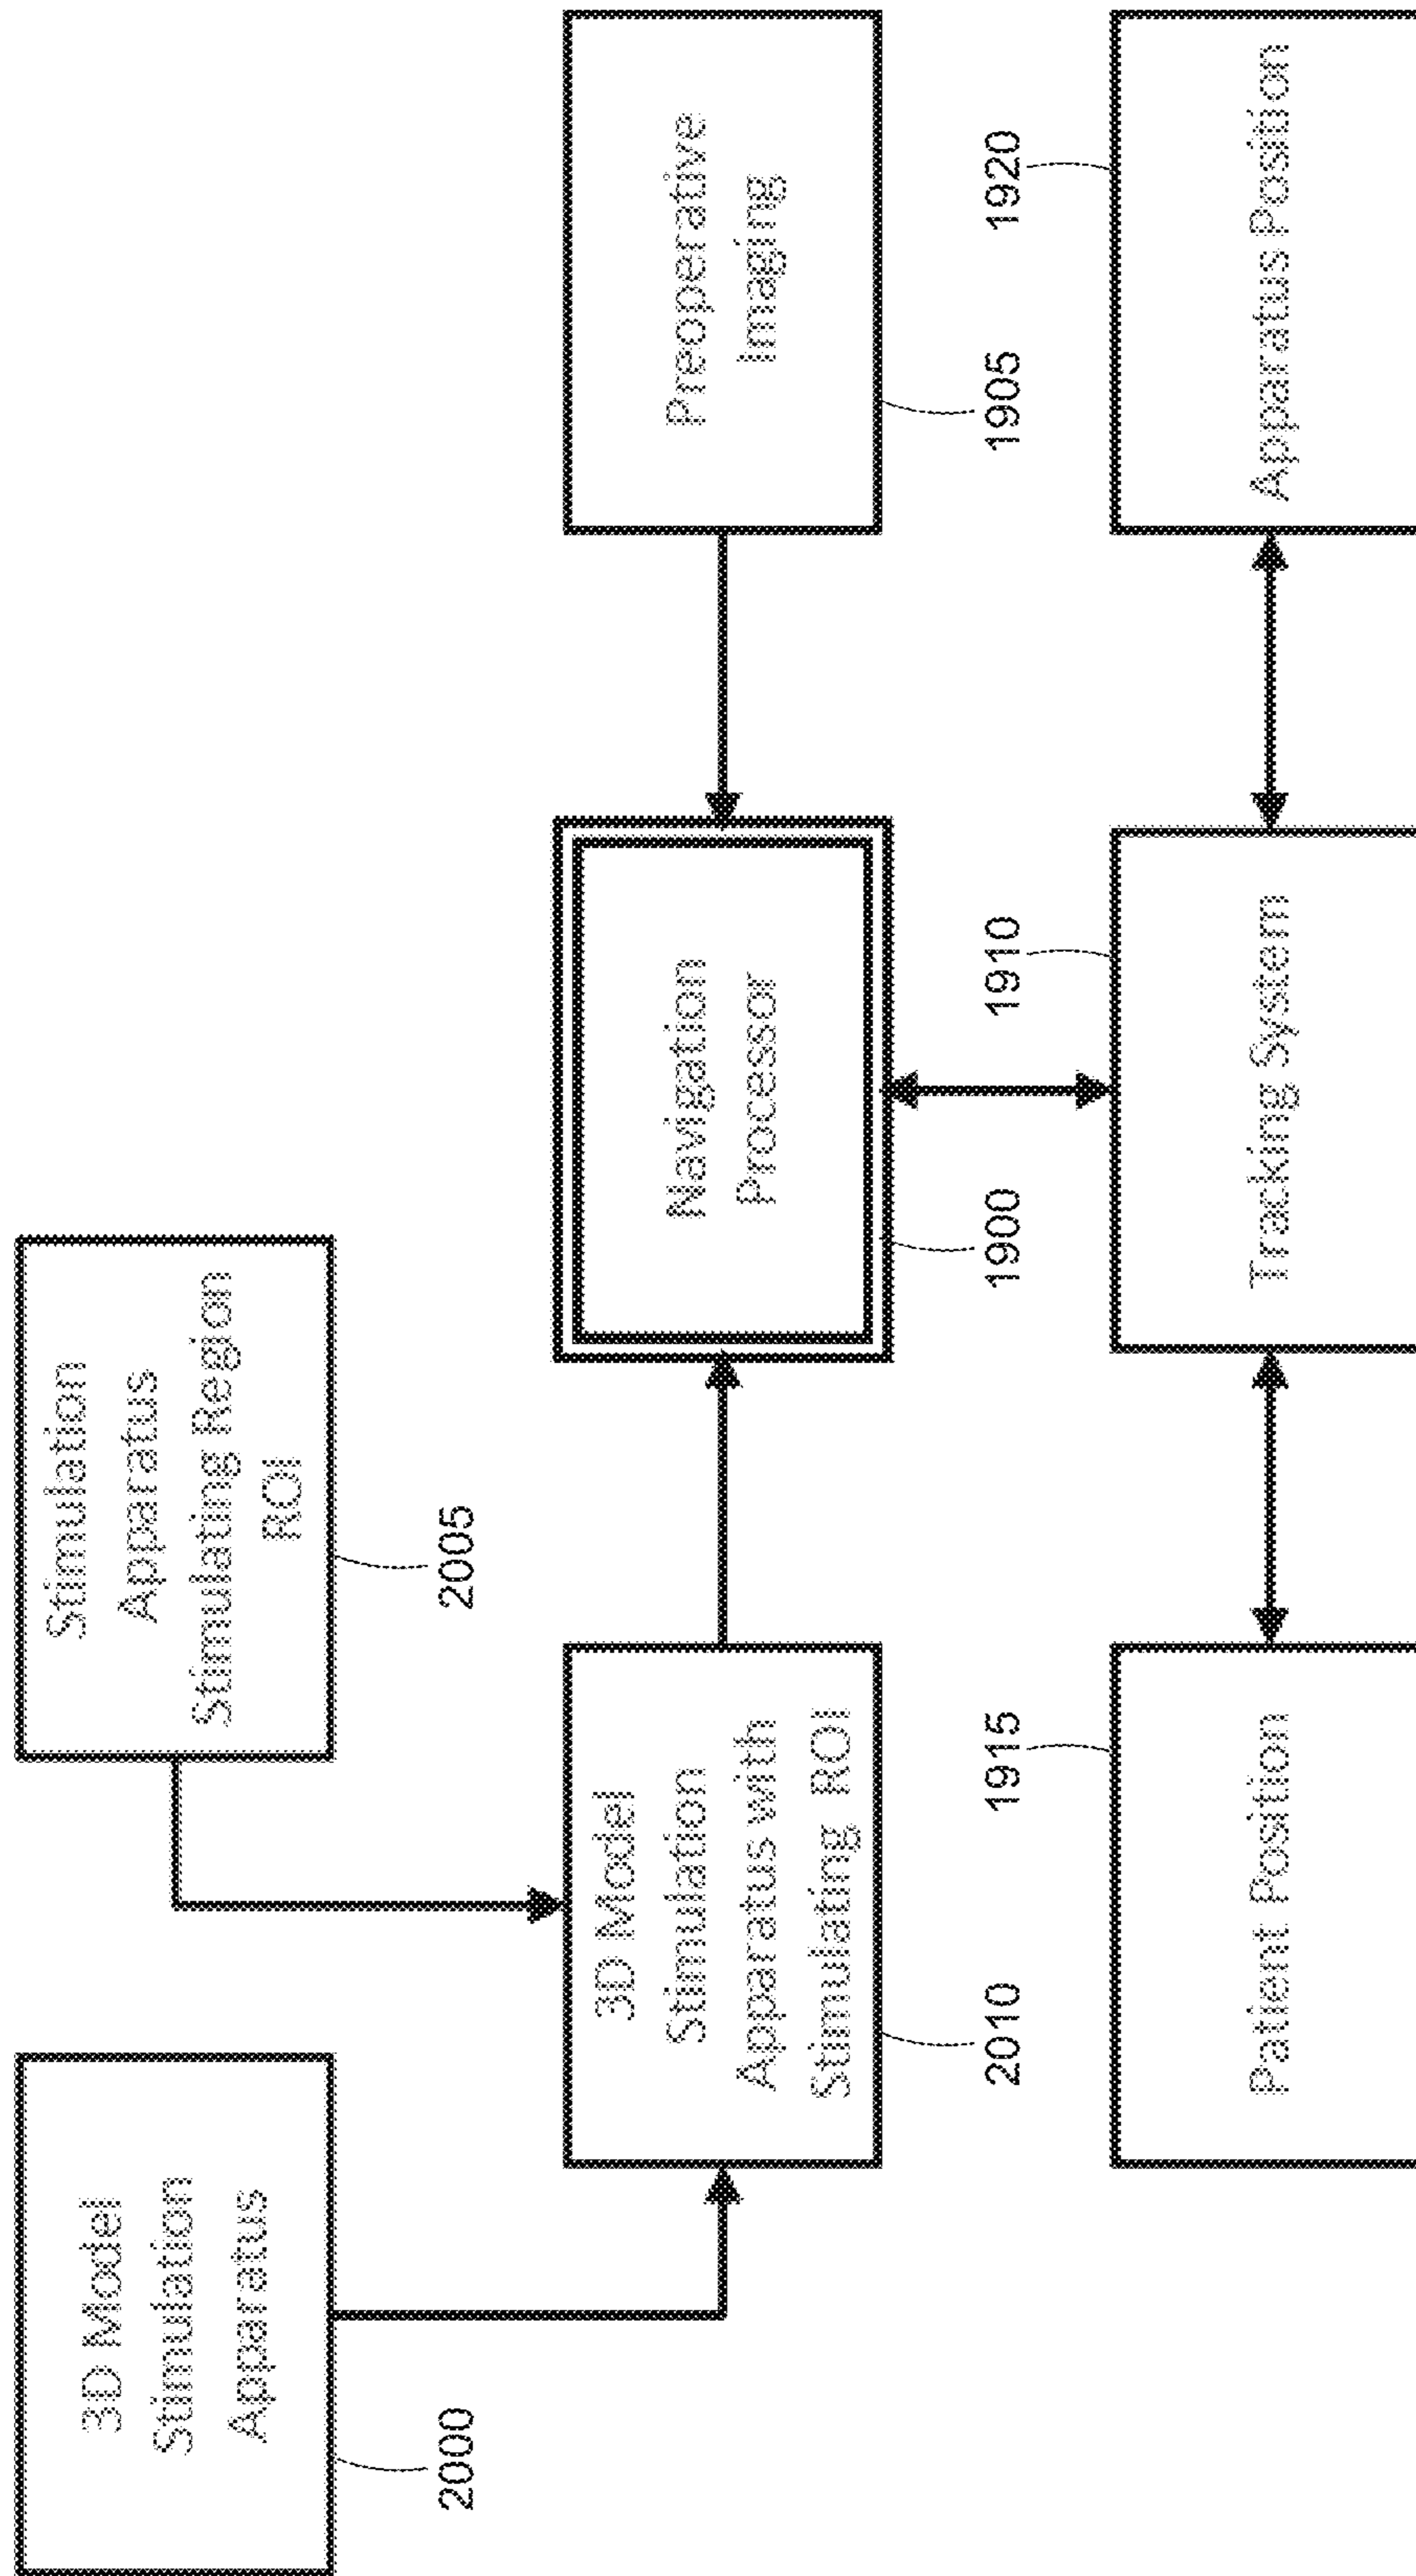 3D Model
Stimulation
Apparatus
2000
Stimulation
Apparatus
Stimulating Region
ROI
2005
3D Model
Stimulation
Apparatus with
Stimulating ROI
2010
Navigation
Processor
1900
Preoperative
Imaging
1905
Patient Position
1915
Tracking System
1910
Apparatus Position
1920